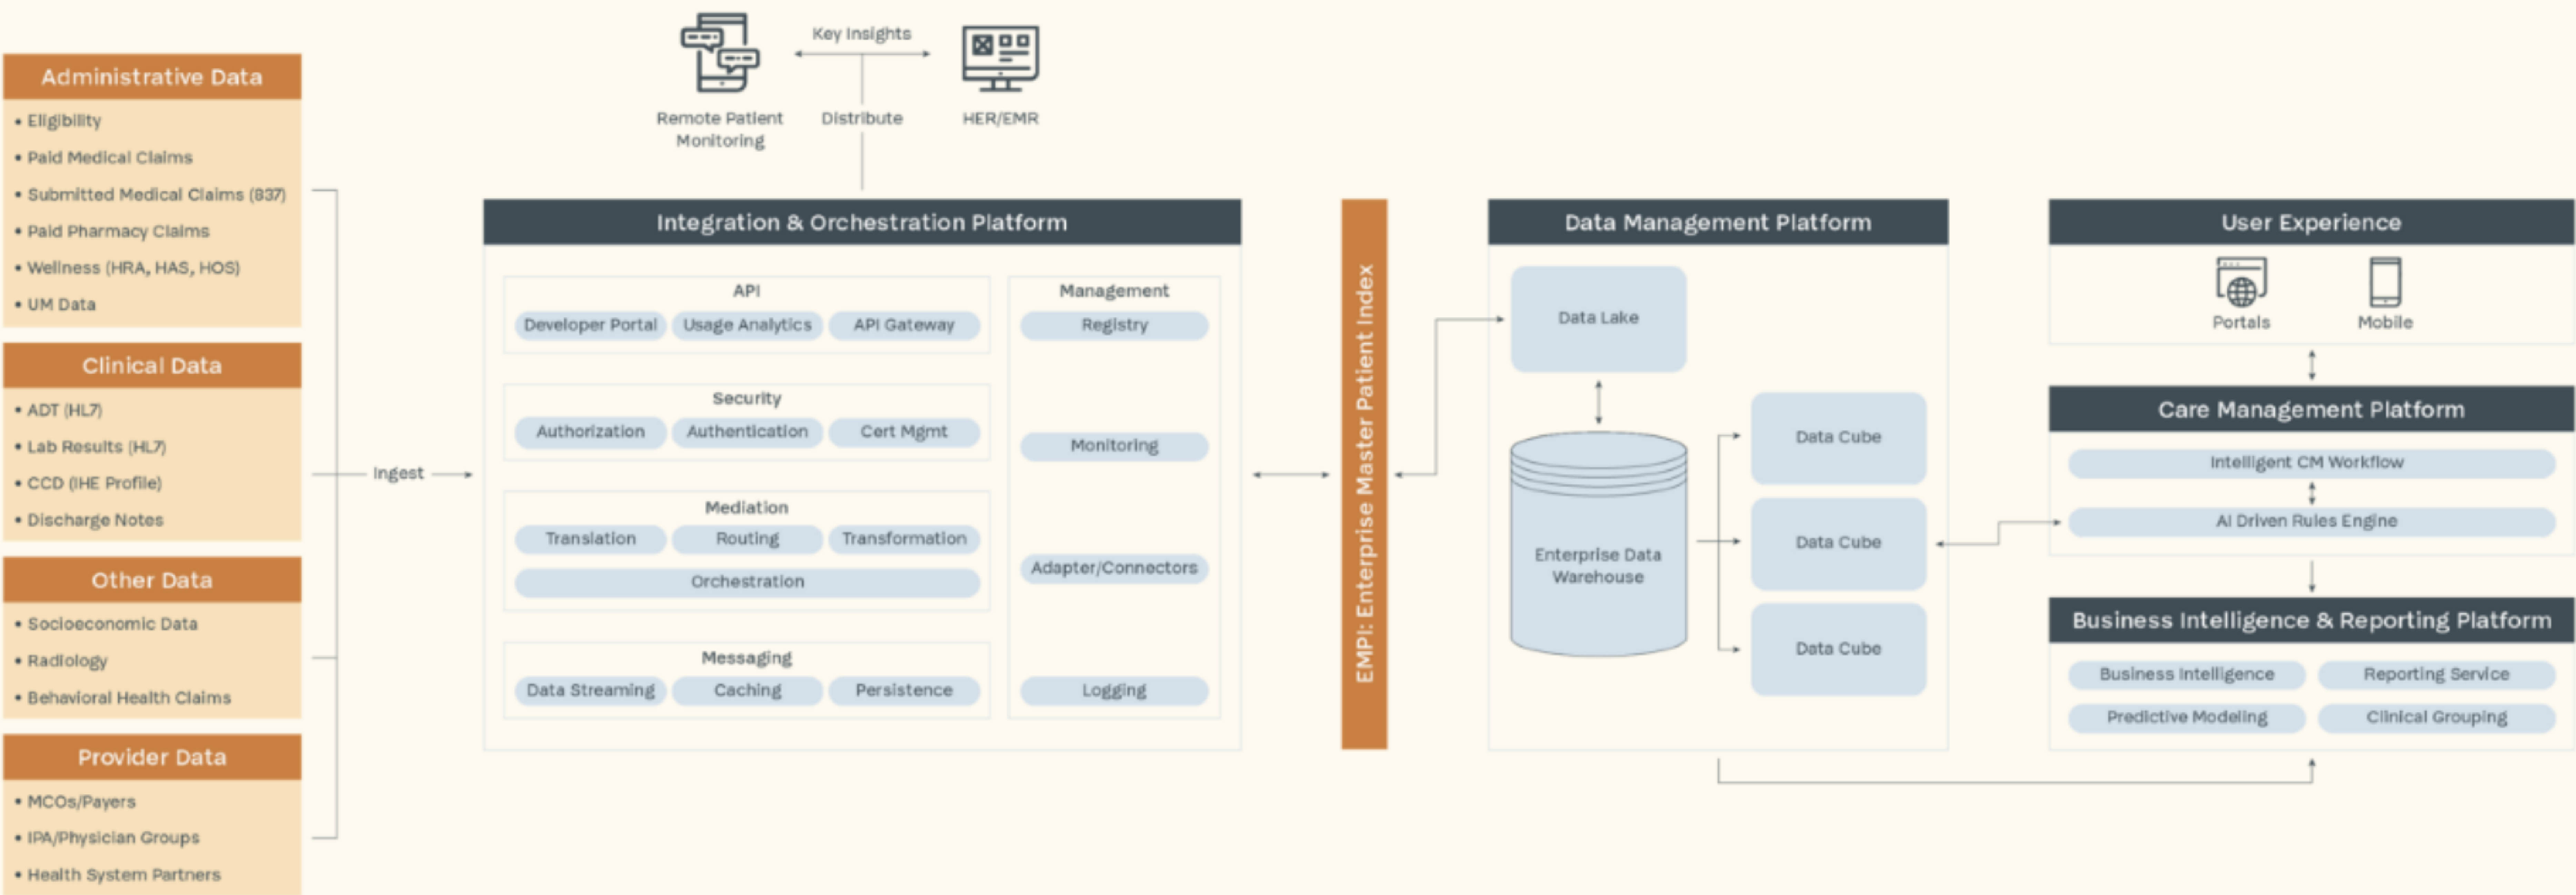 Administrative Data
• Eligibility
• Paid Medical Claims
• Submitted Medical Claims (837)
• Paid Pharmacy Claims
• Wellness (HRA, HAS, HOS)
• UM Data
Clinical Data
• ADT (HL7)
• Lab Results (HL7)
• CCD (IHE Profile)
• Discharge Notes
Other Data
• Socioeconomic Data
• Radiology
• Behavioral Health Claims
Provider Data
• MCOs/Payers
• IPA/Physician Groups
• Health System Partners
Ingest
Key Insights
Remote Patient
Monitoring
Distribute
HER/EMR
Integration & Orchestration Platform
API
Developer Portal
Usage Analytics
API Gateway
Security
Authorization
Authentication
Cert Mgmt
Mediation
Translation
Routing
Transformation
Orchestration
Messaging
Data Streaming
Caching
Persistence
Management
Registry
Monitoring
Adapter/Connectors
Logging
EMPI: Enterprise Master Patient Index
Data Management Platform
Data Lake
Enterprise Data
Warehouse
Data Cube
Data Cube
Data Cube
User Experience
Portals
Mobile
Care Management Platform
Intelligent CM Workflow
AI Driven Rules Engine
Business Intelligence & Reporting Platform
Business Intelligence
Reporting Service
Predictive Modeling
Clinical Grouping